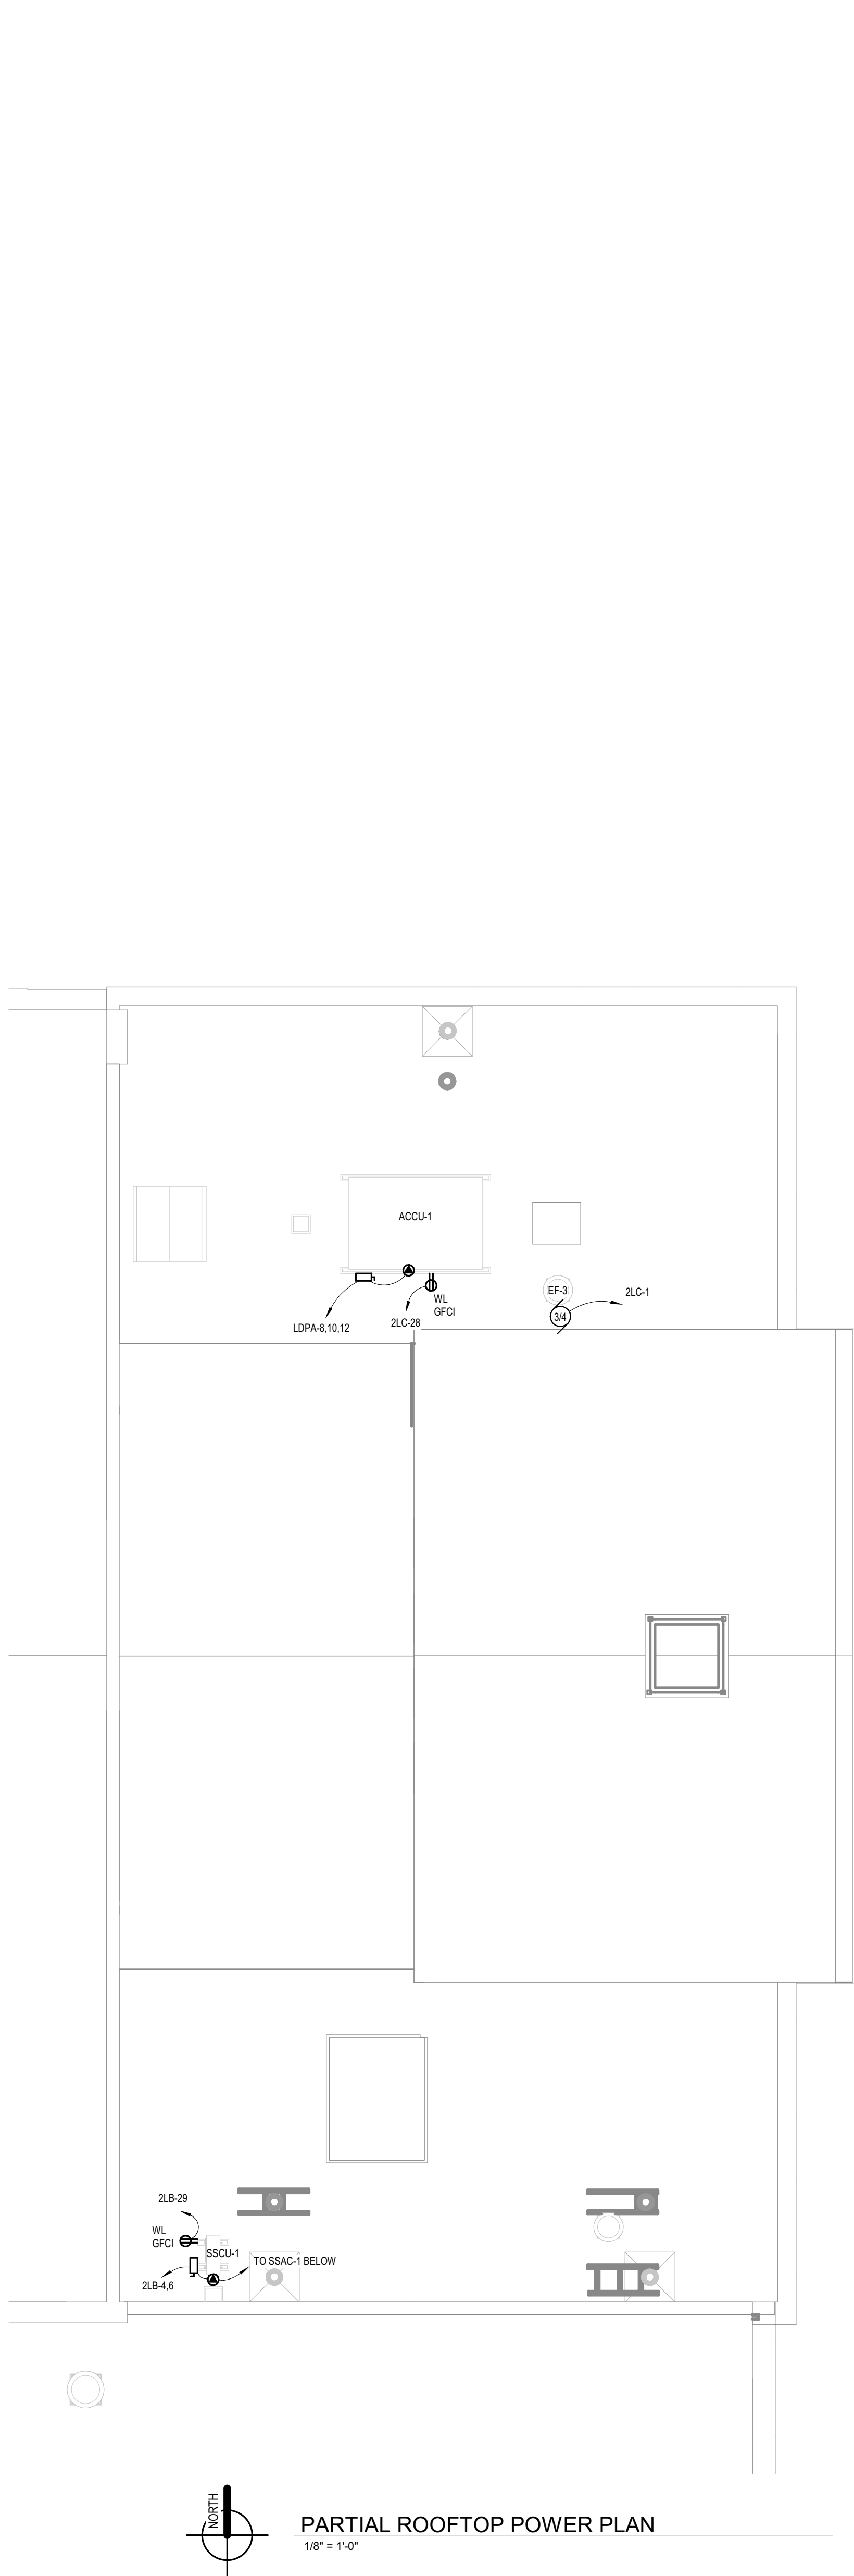 ACCU-1
EF-3
2LC-1
WL
GFCI
3/4
LDPA-8,10,12
2LC-28
2LB-29
WL
GFCI
SSCU-1
TO SSAC-1 BELOW
2LB-4,6
NORTH
PARTIAL ROOFTOP POWER PLAN
1/8" = 1'-0"